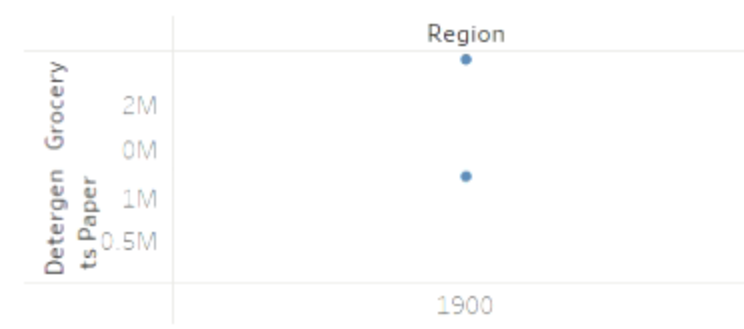 Region
Grocery
2M
0M
Detergen
ts Paper
1M
0.5M
1900